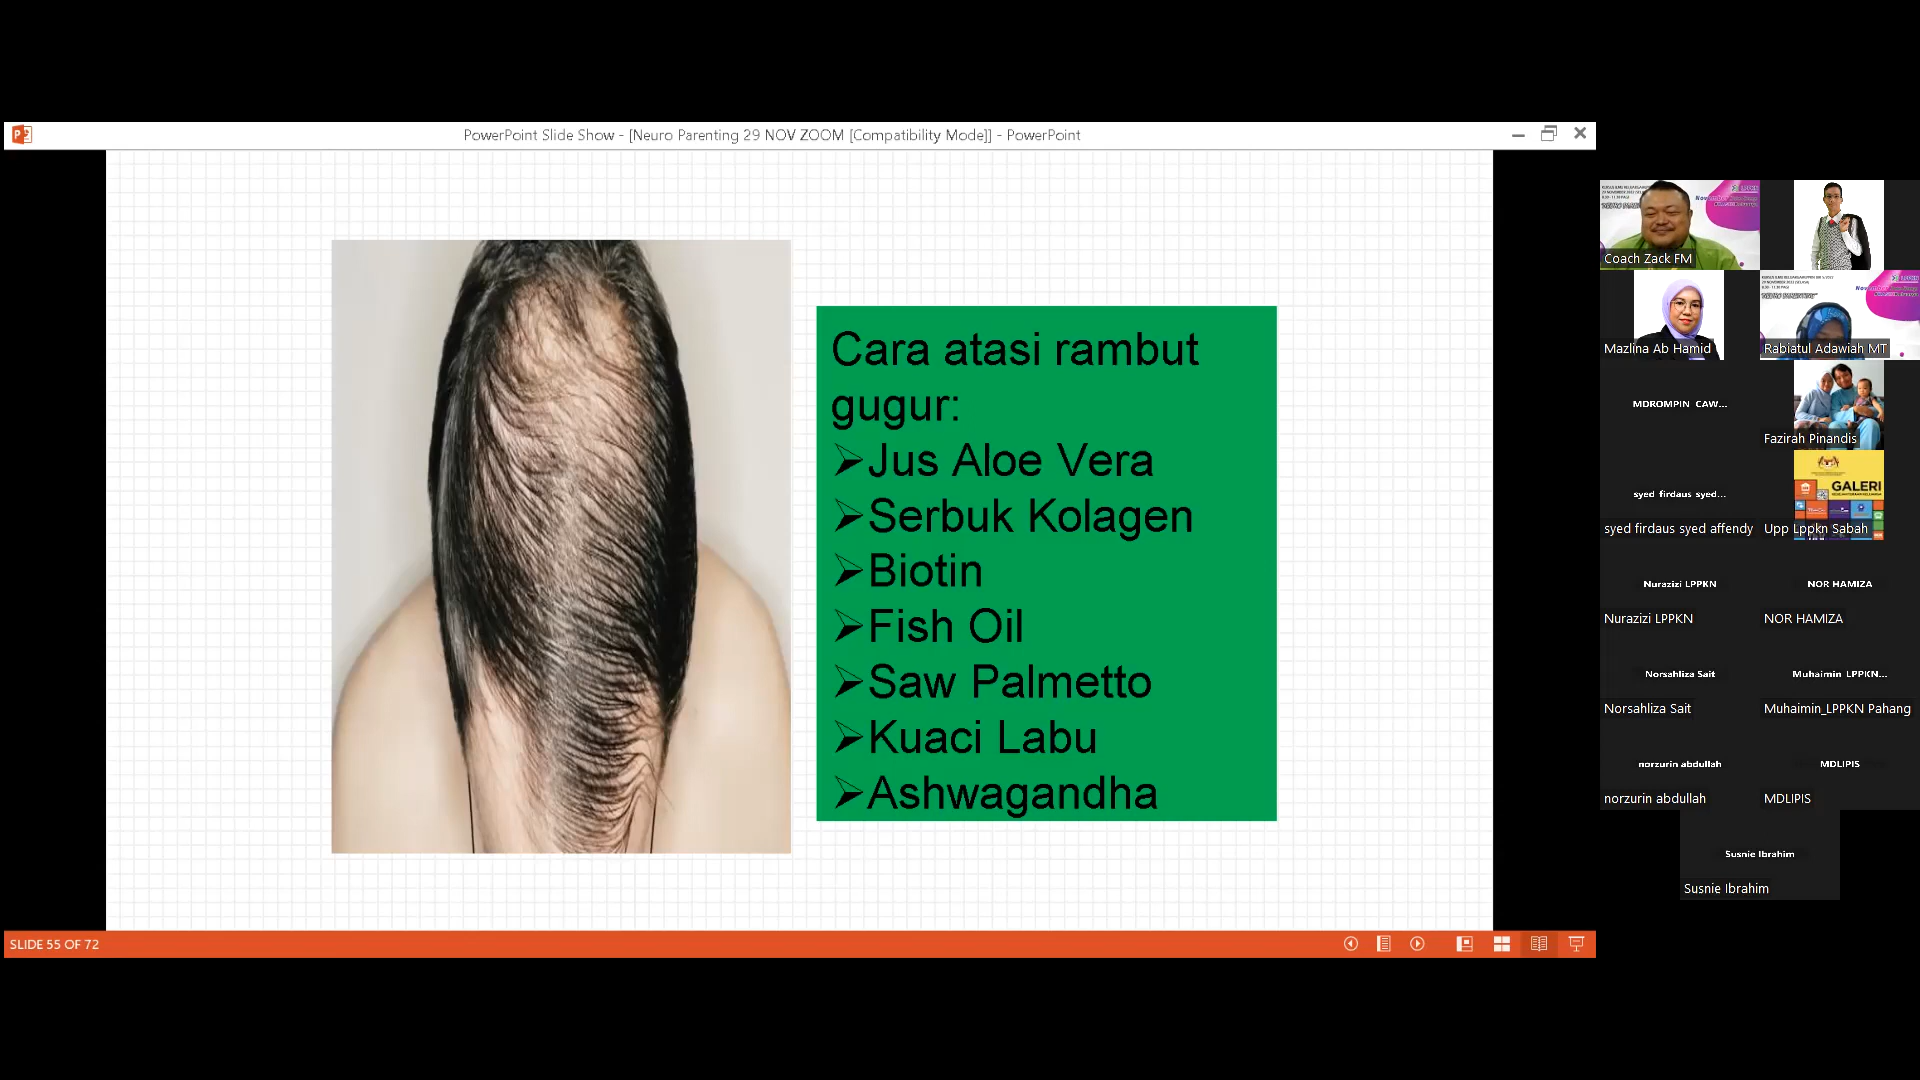 PowerPoint Slide Show - [Neuro Parenting 29 NOV ZOOM [Compatibility Mode]] - PowerPoint
Cara atasi rambut
gugur:
➢Jus Aloe Vera
➢Serbuk Kolagen
➢Biotin
➢Fish Oil
➢Saw Palmetto
➢Kuaci Labu
➢Ashwagandha
SLIDE 55 OF 72
Coach Zack FM
Mazlina Ab Hamid
Rabiatul Adawiah MT
MDROMPIN CAW...
Fazirah Pinandis
syed firdaus syed...
syed firdaus syed affendy
GALERI
Upp Lppkn Sabah
Nurazizi LPPKN
Nurazizi LPPKN
NOR HAMIZA
NOR HAMIZA
Norsahliza Sait
Norsahliza Sait
Muhaimin LPPKN...
Muhaimin_LPPKN Pahang
norzurin abdullah
norzurin abdullah
MDLIPIS
MDLIPIS
Susnie Ibrahim
Susnie Ibrahim